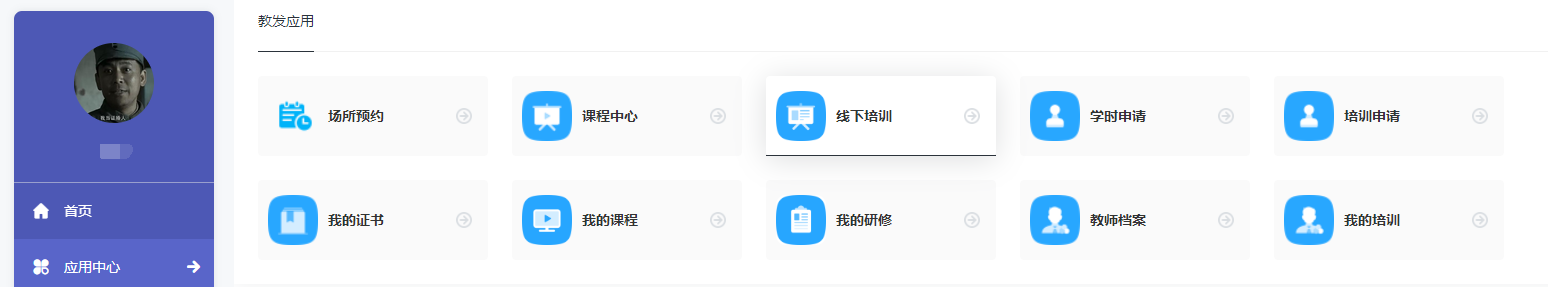 教发应用
场所预约
课程中心
线下培训
学时申请
培训申请
我的证书
我的课程
我的研修
教师档案
我的培训
首页
应用中心